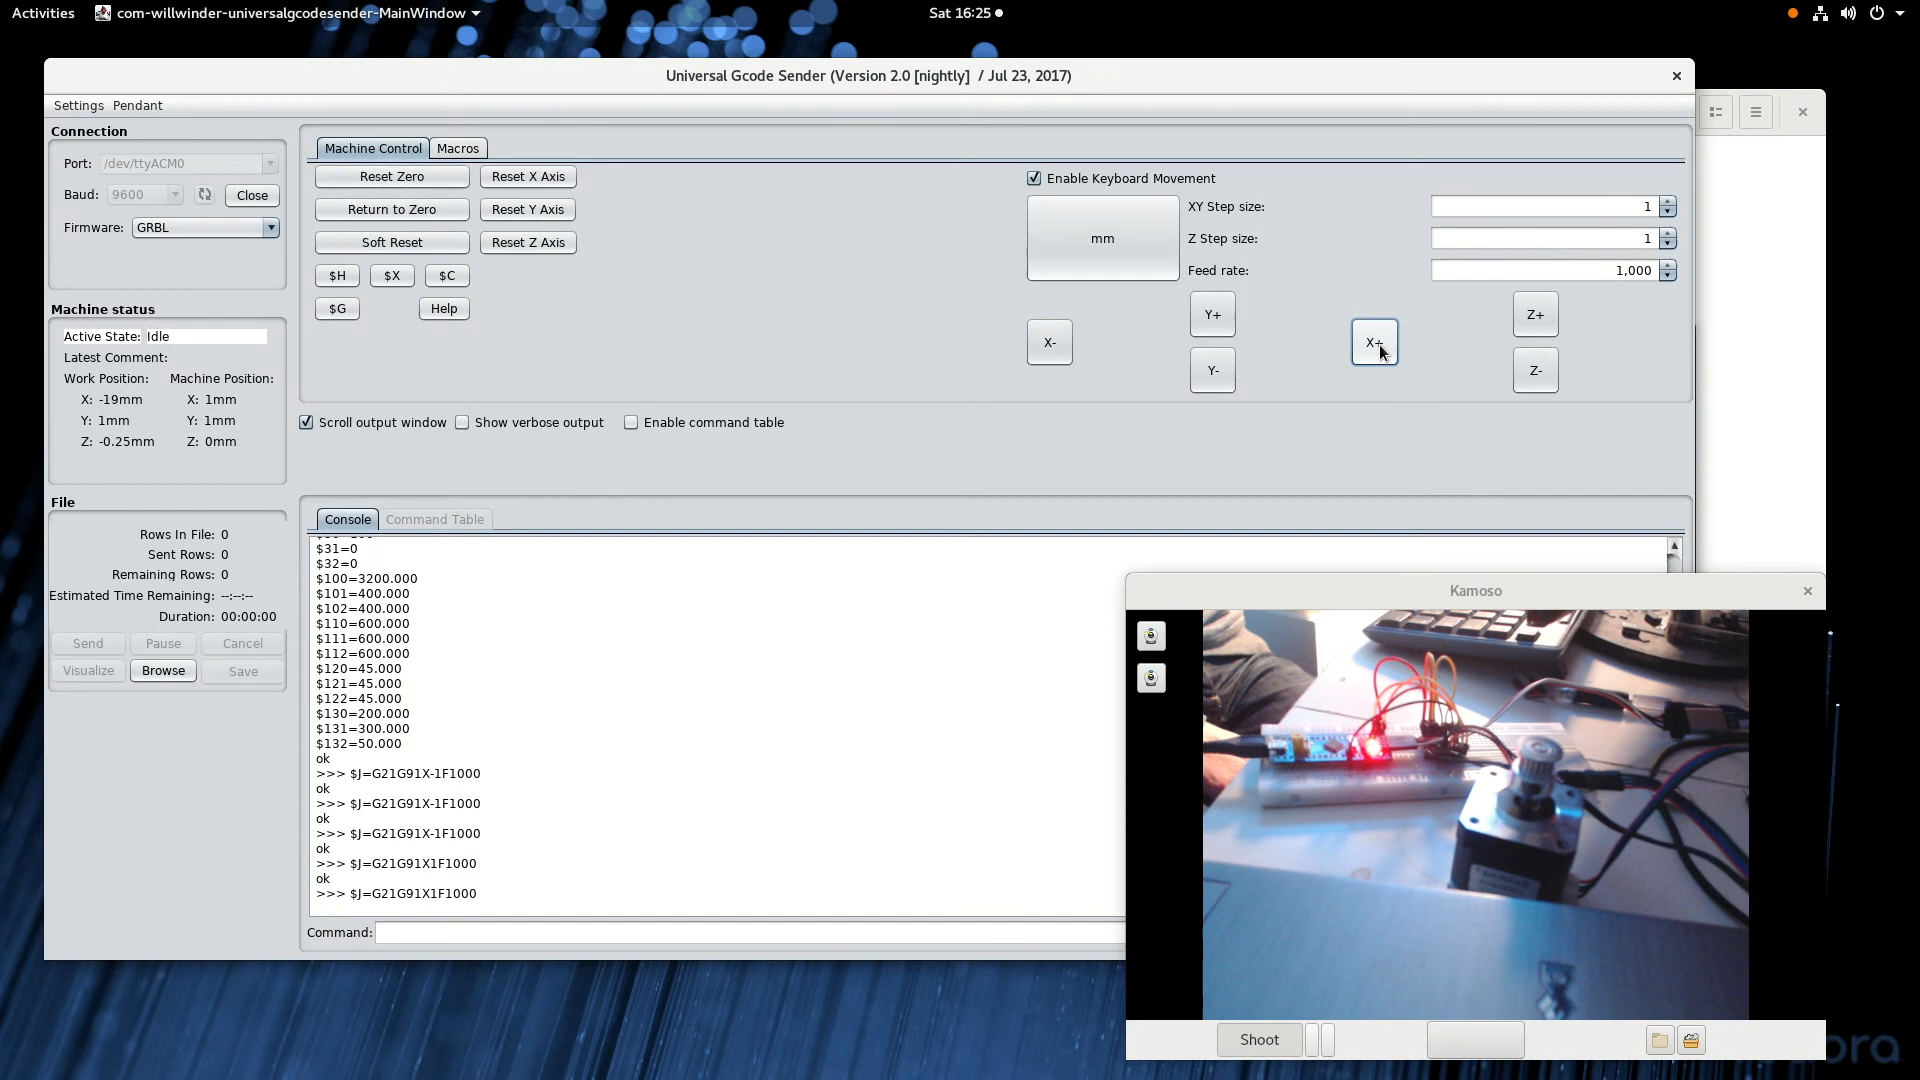 Activities com-willwinder-universalgcodesender-MainWindow Sat 16:25
Universal Gcode Sender (Version 2.0 [nightly] / Jul 23, 2017)
Settings Pendant
Connection
Port: /dev/ttyACM0
Baud: 9600 Close
Firmware: GRBL
Machine status
Active State: Idle
Latest Comment:
Work Position: Machine Position:
X: -19mm X: 1mm
Y: 1mm Y: 1mm
Z: -0.25mm Z: 0mm
File
Rows In File: 0
Sent Rows: 0
Remaining Rows: 0
Estimated Time Remaining: --:--:--
Duration: 00:00:00
Send Pause Cancel
Visualize Browse Save
Machine Control Macros
Reset Zero Reset X Axis
Return to Zero Reset Y Axis
Soft Reset Reset Z Axis
$H $X $C
$G Help
Enable Keyboard Movement
mm
XY Step size: 1
Z Step size: 1
Feed rate: 1,000
X- Y+ Y- X+ Z+ Z-
Scroll output window Show verbose output Enable command table
Console Command Table
$31=0
$32=0
$100=3200.000
$101=400.000
$102=400.000
$110=600.000
$111=600.000
$112=600.000
$120=45.000
$121=45.000
$122=45.000
$130=200.000
$131=300.000
$132=50.000
ok
>>> $J=G21G91X-1F1000
ok
>>> $J=G21G91X-1F1000
ok
>>> $J=G21G91X-1F1000
ok
>>> $J=G21G91X1F1000
ok
>>> $J=G21G91X1F1000
Command:
Kamoso
Shoot